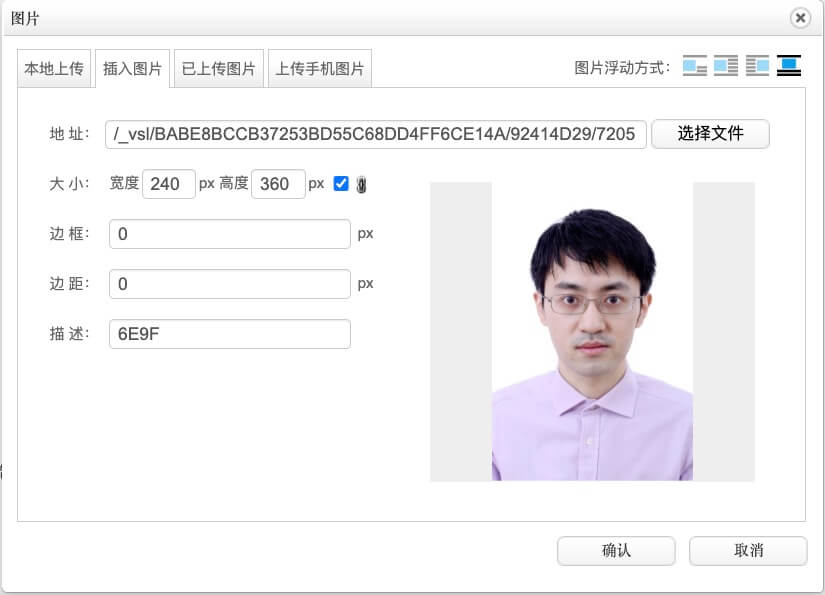 图片
本地上传 插入图片 已上传图片 上传手机图片 图片浮动方式:
地 址: /_vsl/BABE8BCCB37253BD55C68DD4FF6CE14A/92414D29/7205 选择文件
大 小: 宽度 240 px 高度 360 px
边 框: 0 px
边 距: 0 px
描 述: 6E9F
确认 取消